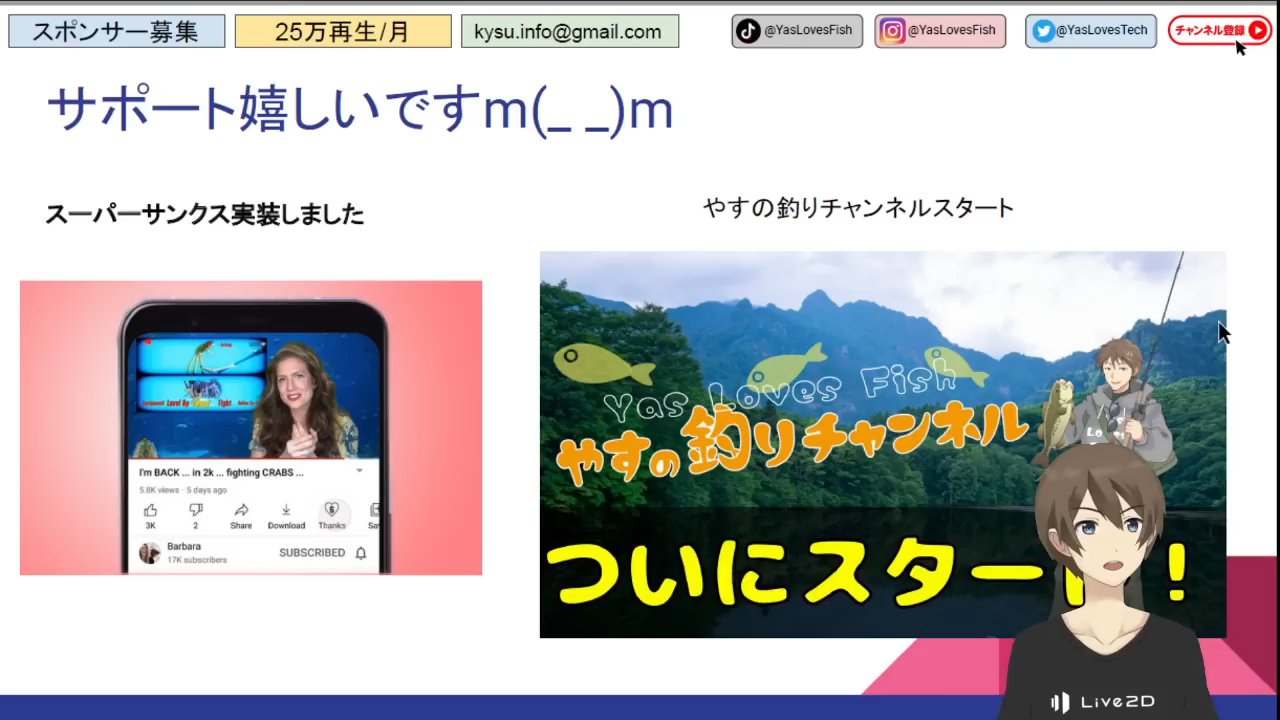 スポンサー募集
25万再生/月
kysu.info@gmail.com
@YasLovesFish
@YasLovesFish
@YasLovesTech
チャンネル登録
サポート嬉しいですm(_ _)m
スーパーサンクス実装しました
やすの釣りチャンネルスタート
I'm BACK ... in 2k ... fighting CRABS ...
5.8K views · 5 days ago
3K
2
Share
Download
Thanks
Barbara
17K subscribers
SUBSCRIBED
Yas Loves Fish
やすの釣りチャンネル
ついにスタート!
Live2D